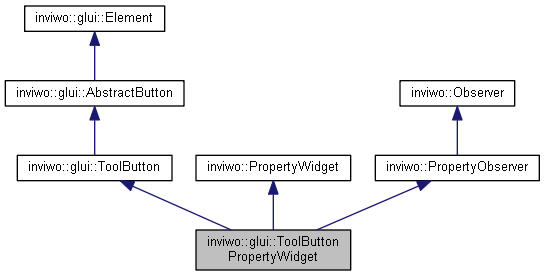 inviwo::glui::Element
inviwo::glui::AbstractButton
inviwo::Observer
inviwo::glui::ToolButton
inviwo::PropertyWidget
inviwo::PropertyObserver
inviwo::glui::ToolButton
PropertyWidget